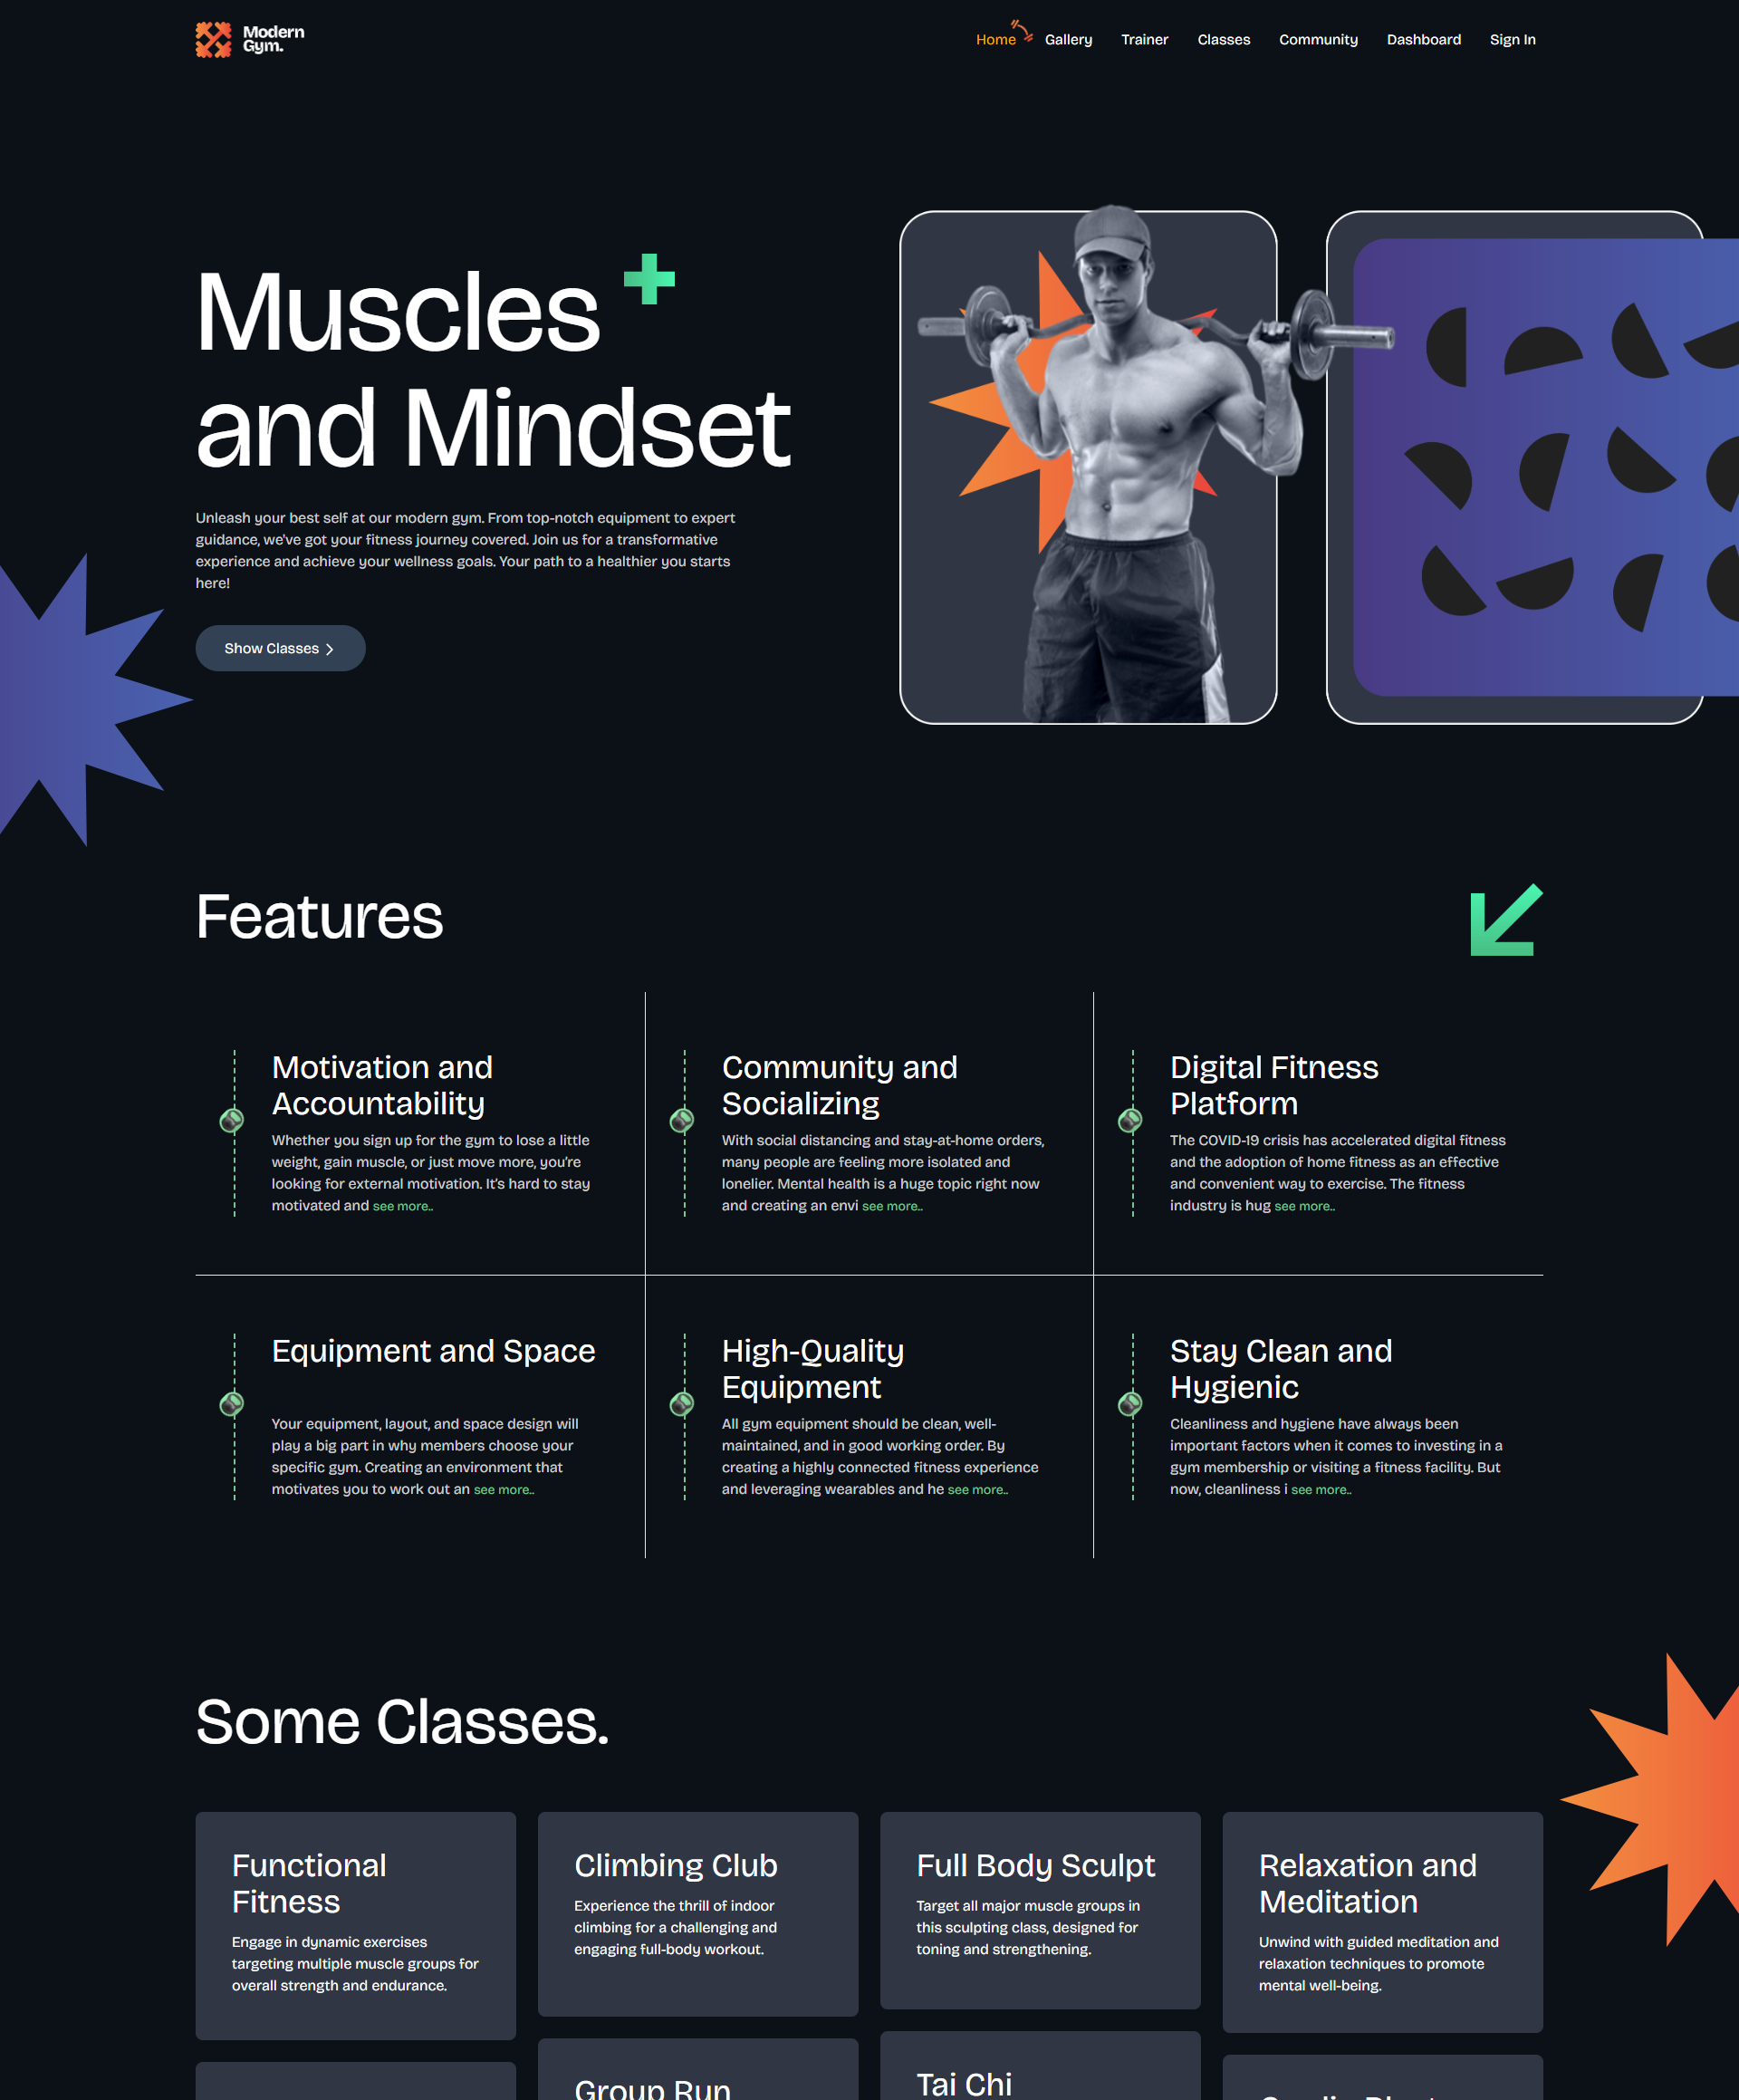 Modern
Gym.
Home Gallery Trainer Classes Community Dashboard Sign In
Muscles
and Mindset
Unleash your best self at our modern gym. From top-notch equipment to expert
guidance, we've got your fitness journey covered. Join us for a transformative
experience and achieve your wellness goals. Your path to a healthier you starts
here!
Show Classes
Features
Motivation and
Accountability
Whether you sign up for the gym to lose a little
weight, gain muscle, or just move more, you're
looking for external motivation. It's hard to stay
motivated and see more..
Community and
Socializing
With social distancing and stay-at-home orders,
many people are feeling more isolated and
lonelier. Mental health is a huge topic right now
and creating an envi see more..
Digital Fitness
Platform
The COVID-19 crisis has accelerated digital fitness
and the adoption of home fitness as an effective
and convenient way to exercise. The fitness
industry is hug see more..
Equipment and Space
Your equipment, layout, and space design will
play a big part in why members choose your
specific gym. Creating an environment that
motivates you to work out an see more..
High-Quality
Equipment
All gym equipment should be clean, well-
maintained, and in good working order. By
creating a highly connected fitness experience
and leveraging wearables and he see more..
Stay Clean and
Hygienic
Cleanliness and hygiene have always been
important factors when it comes to investing in a
gym membership or visiting a fitness facility. But
now, cleanliness i see more..
Some Classes.
Functional
Fitness
Engage in dynamic exercises
targeting multiple muscle groups for
overall strength and endurance.
Climbing Club
Experience the thrill of indoor
climbing for a challenging and
engaging full-body workout.
Full Body Sculpt
Target all major muscle groups in
this sculpting class, designed for
toning and strengthening.
Relaxation and
Meditation
Unwind with guided meditation and
relaxation techniques to promote
mental well-being.
Group Run
Tai Chi